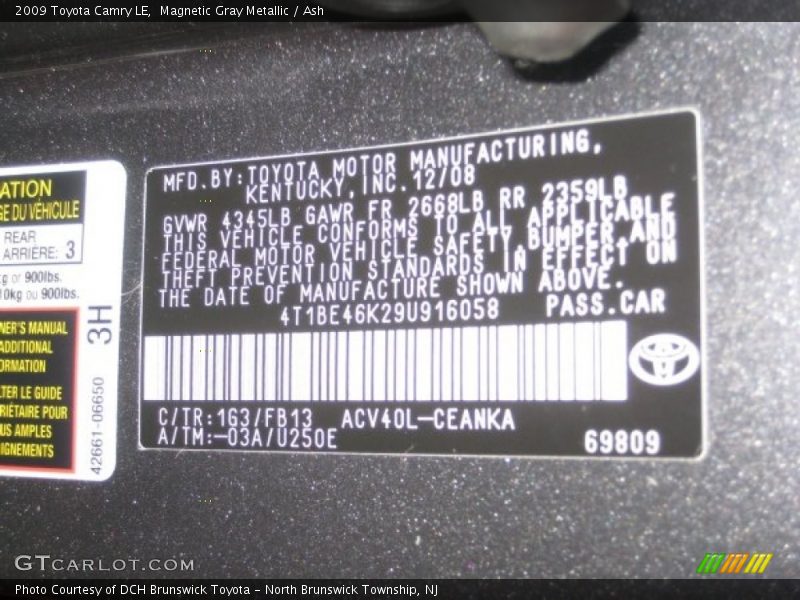 2009 Toyota Camry LE,  Magnetic Gray Metallic / Ash
MFD.BY:TOYOTA MOTOR MANUFACTURING,
KENTUCKY,INC.12/08
GVWR 4345LB GAWR FR 2668LB RR 2359LB
THIS VEHICLE CONFORMS TO ALL APPLICABLE
FEDERAL MOTOR VEHICLE SAFETY,BUMPER,AND
THEFT PREVENTION STANDARDS IN EFFECT ON
THE DATE OF MANUFACTURE SHOWN ABOVE.
4T1BE46K29U916058 PASS.CAR
C/TR:1G3/FB13 ACV40L-CEANKA
A/TM:-03A/U250E
69809
ATION
GE DU VÉHICULE
REAR
ARRIÈRE: 3
kg or 900lbs.
10kg ou 900lbs.
NER'S MANUAL
ADDITIONAL
ORMATION
LTER LE GUIDE
RIÉTAIRE POUR
US AMPLES
IGNEMENTS
3H
42661-06650
GTCARLOT.COM
Photo Courtesy of DCH Brunswick Toyota - North Brunswick Township, NJ